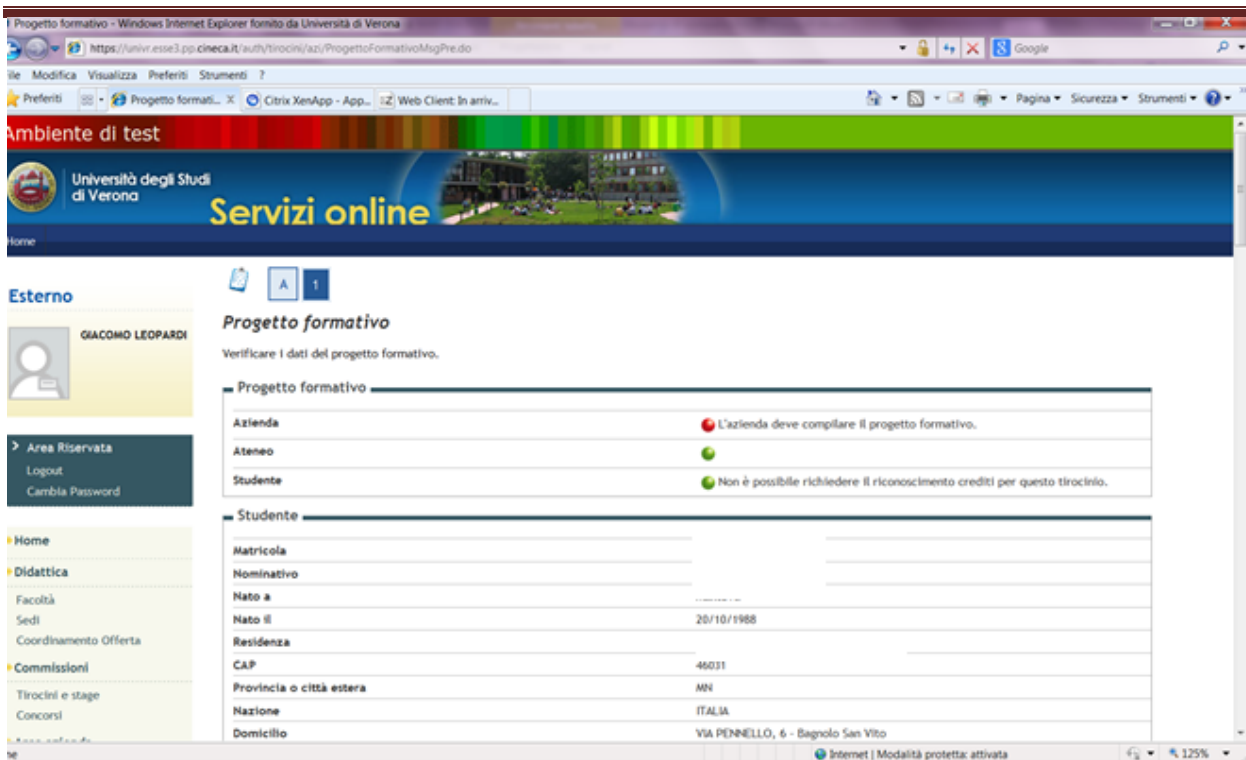 Progetto formativo - Windows Internet Explorer fornito da Università di Verona
https://univr.esse3.pp.cineca.it/auth/tirocini/azi/ProgettoFormativoMsgPre.do
Google
Modifica Visualizza Preferiti Strumenti ?
Preferiti Progetto formati... X Citrix XenApp - App... Web Client: In arriv... Pagina Sicurezza Strumenti
Ambiente di test
Università degli Studi
di Verona
Servizi online
Home
A 1
Esterno
GIACOMO LEOPARDI
Progetto formativo
Verificare i dati del progetto formativo.
Progetto formativo
Azienda L'azienda deve compilare il progetto formativo.
Ateneo
Studente Non è possibile richiedere il riconoscimento crediti per questo tirocinio.
Area Riservata
Logout
Cambia Password
Studente
Matricola
Nominativo
Nato a
Nato il 20/10/1988
Residenza
CAP 46031
Provincia o città estera MN
Nazione ITALIA
Domicilio VIA PENNELLO, 6 - Bagnolo San Vito
Home
Didattica
Facoltà
Sedi
Coordinamento Offerta
Commissioni
Tirocini e stage
Concorsi
Internet | Modalità protetta: attivata 125%